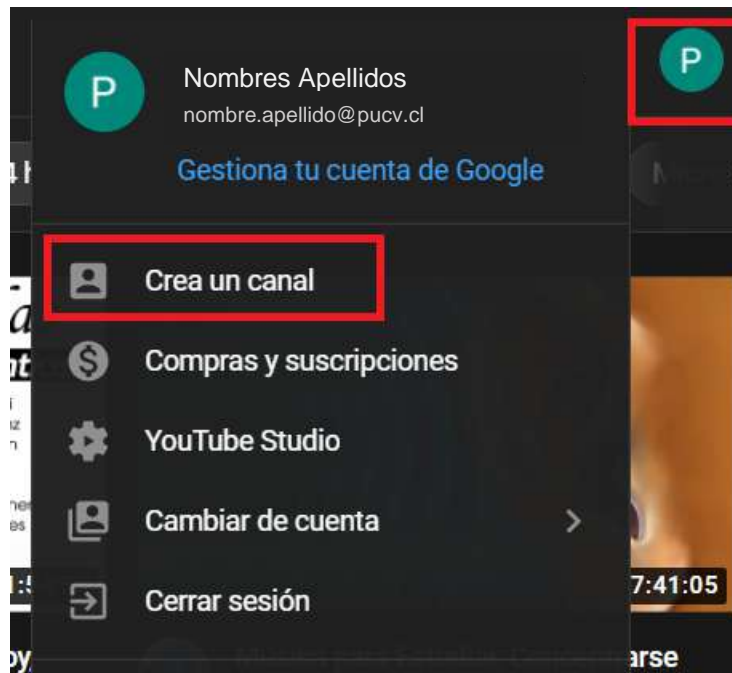 P
Nombres Apellidos
nombre.apellido@pucv.cl
P
Gestiona tu cuenta de Google
Crea un canal
Compras y suscripciones
YouTube Studio
Cambiar de cuenta
7:41:05
Cerrar sesión
arse